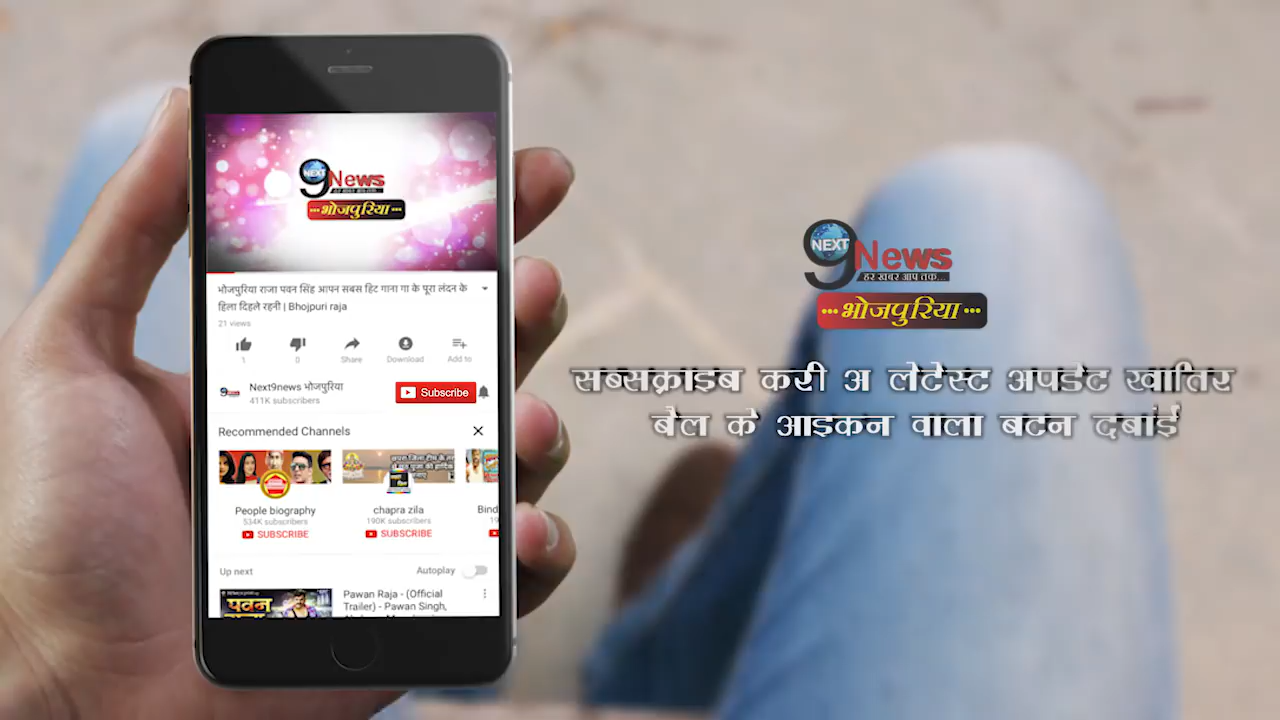 NEXT
9 News
हर खबर आप तक...
भोजपुरिया
भोजपुरिया राजा पवन सिंह आपन सबस हिट गाना गा के पूरा लंदन के
हिला दिहले रहनी | Bhojpuri raja
21 views
1
0
Share
Download
Add to
Next9news भोजपुरिया
411K subscribers
Subscribe
Recommended Channels
People biography
534K subscribers
SUBSCRIBE
chapra zila
190K subscribers
SUBSCRIBE
Bind
19
Up next
Autoplay
पवन
Pawan Raja - (Official
Trailer) - Pawan Singh,
NEXT
9 News
हर खबर आप तक...
भोजपुरिया
सब्सक्राइब करी अ लेटेस्ट अपडेट खातिर
बैल के आइकन वाला बटन दबाईं